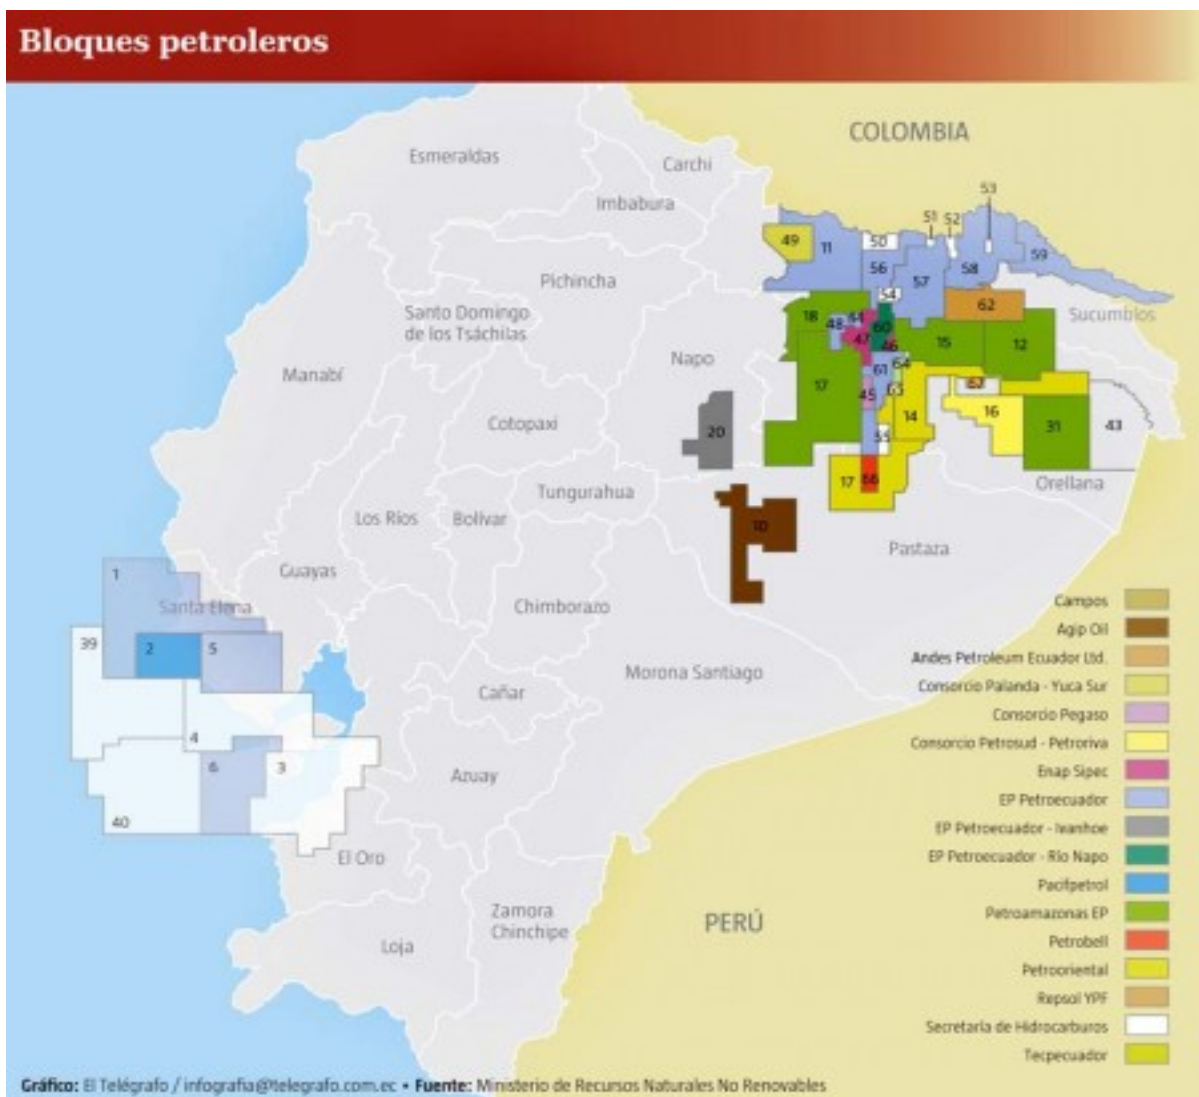 Bloques petroleros
COLOMBIA
Esmeraldas
Carchi
Imbabura
53
51 52
49
11
50
59
56
58
57
54
Pichincha
62
Santo Domingo
de los Tsáchilas
Sucumbíos
18
48
44
60
47
46
15
12
Napo
Manabí
61
64
17
45
65
67
14
16
31
43
Cotopaxi
20
55
17
66
Orellana
Tungurahua
Los Ríos
Bolívar
10
Pastaza
Guayas
1
Santa Elena
Chimborazo
39
2
5
Morona Santiago
Cañar
4
6
3
Azuay
40
El Oro
Zamora
Chinchipe
Loja
PERÚ
Campos
Agip Oil
Andes Petroleum Ecuador Ltd.
Consorcio Palanda - Yuca Sur
Consorcio Pegaso
Consorcio Petrosud - Petroriva
Enap Sipec
EP Petroecuador
EP Petroecuador - Ivanhoe
EP Petroecuador - Río Napo
Pacifpetrol
Petroamazonas EP
Petrobell
Petrooriental
Repsol YPF
Secretaría de Hidrocarburos
Tecpecuador
Gráfico: El Telégrafo / infografia@telegrafo.com.ec • Fuente: Ministerio de Recursos Naturales No Renovables